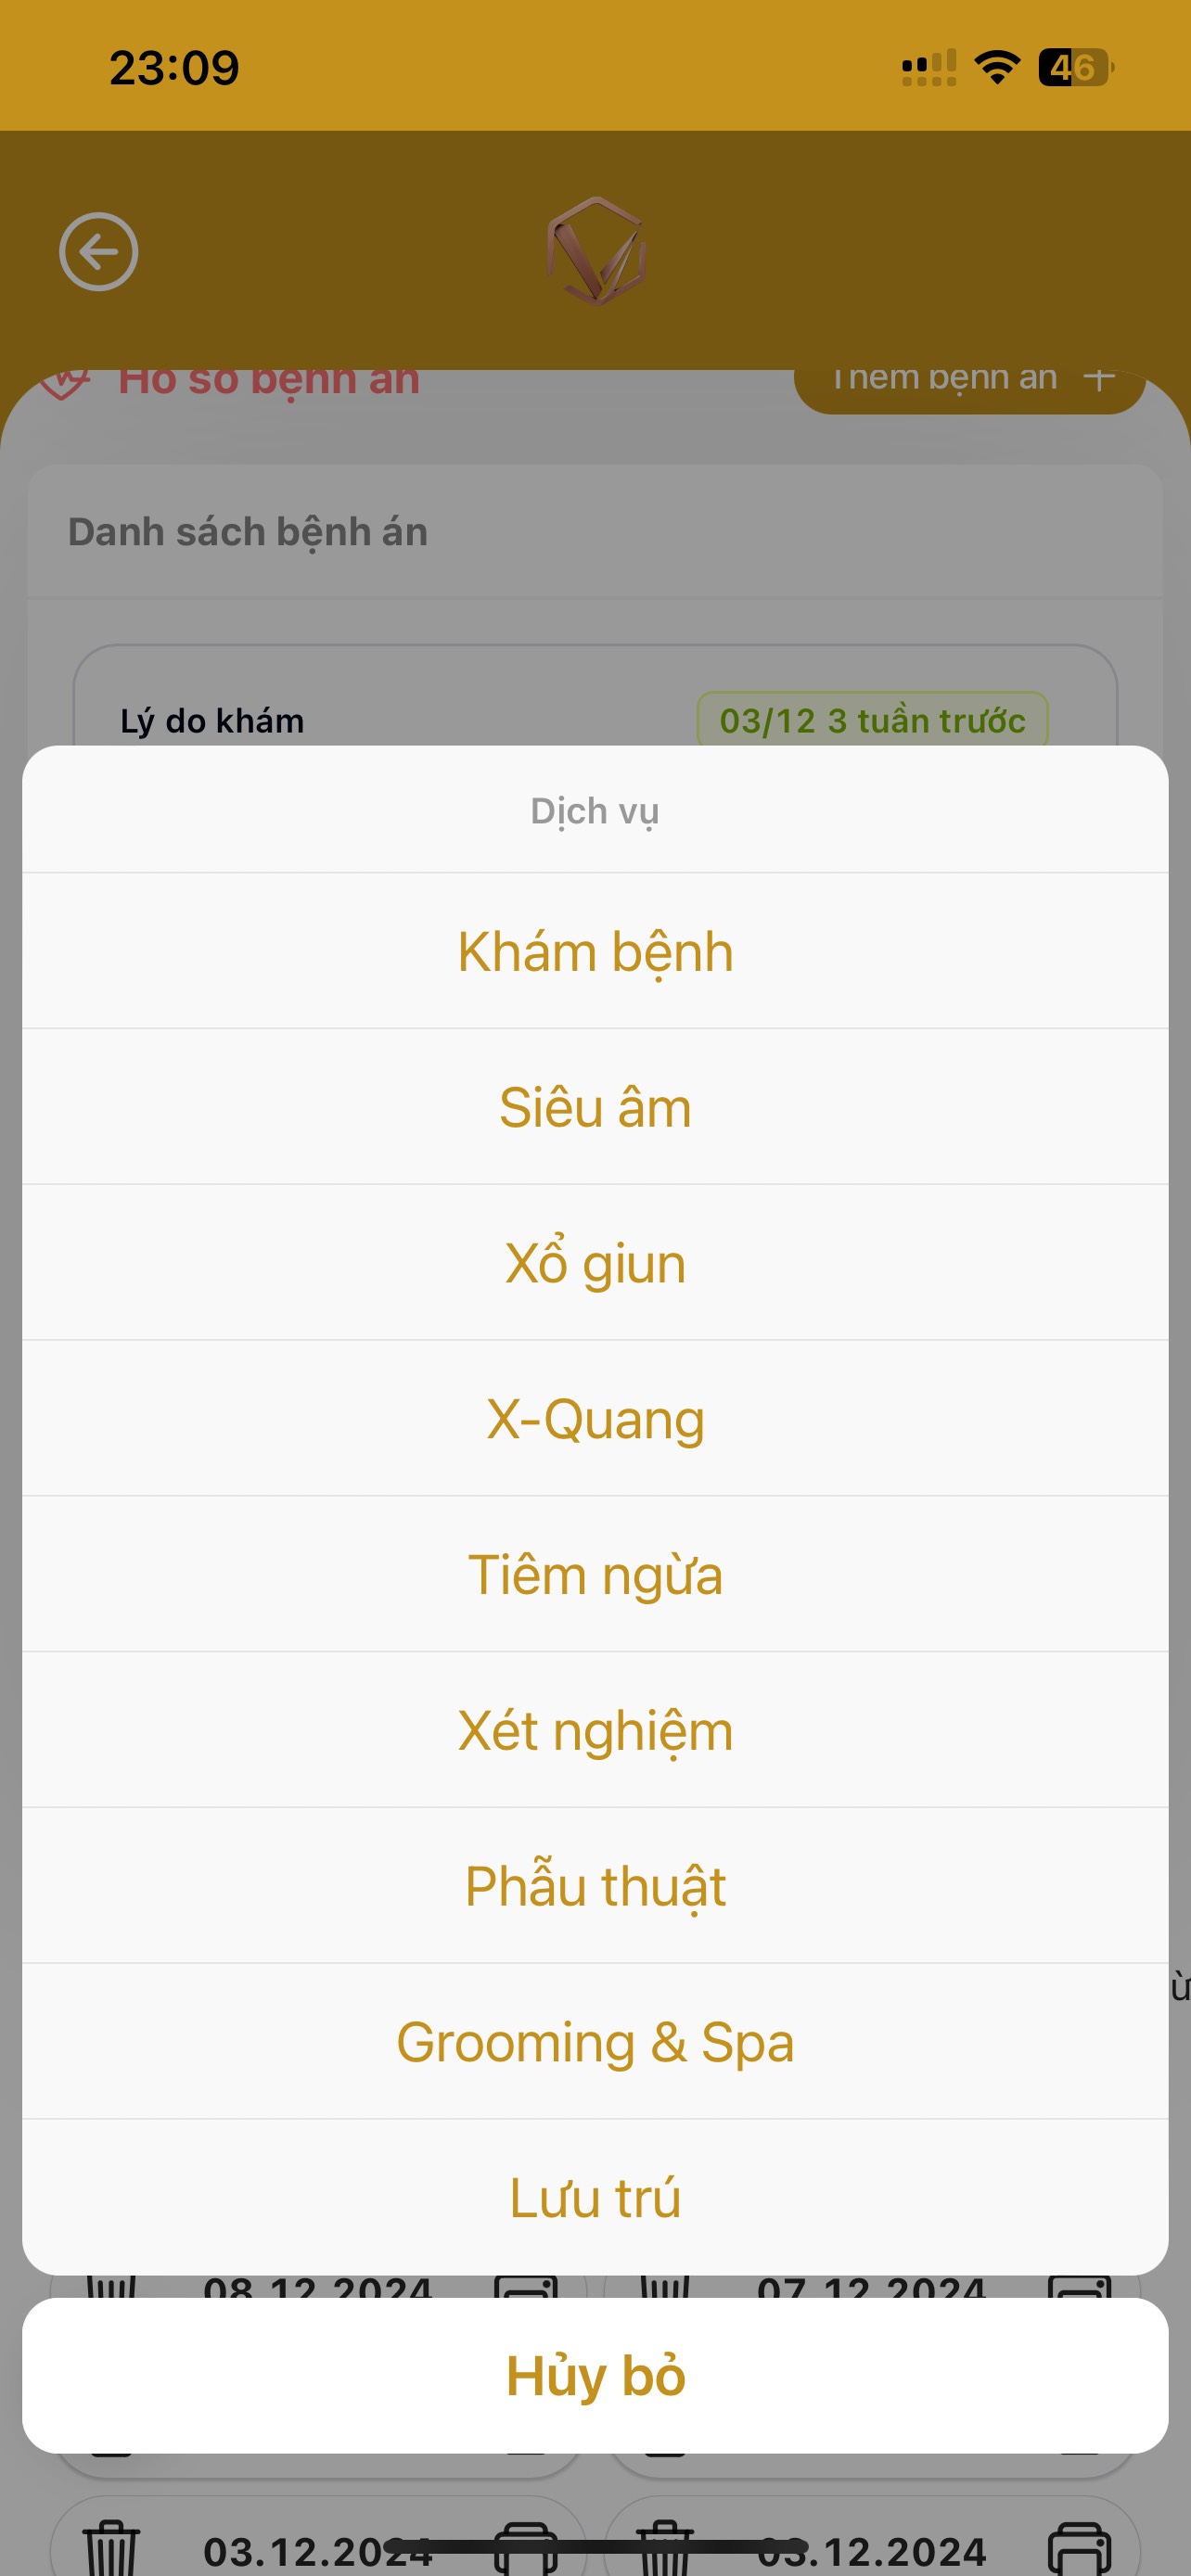 23:09
46
Hồ sơ bệnh án
Thêm bệnh án +
Danh sách bệnh án
Lý do khám
03/12 3 tuần trước
Dịch vụ
Khám bệnh
Siêu âm
Xổ giun
X-Quang
Tiêm ngừa
Xét nghiệm
Phẫu thuật
Grooming & Spa
Lưu trú
08.12.2024
07.12.2024
Hủy bỏ
03.12.2024
03.12.2024